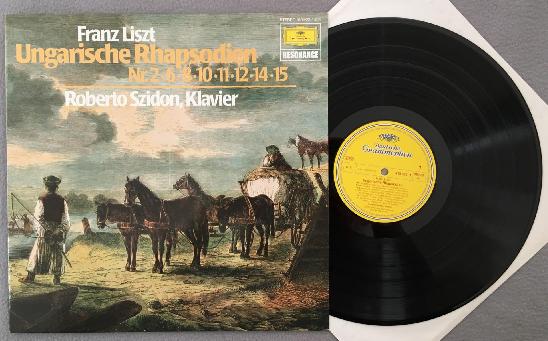 Franz Liszt
Ungarische Rhapsodien
Nr. 2·6·8·10·11·12·14·15
Roberto Szidon, Klavier
STEREO
RESONANCE
Deutsche
Grammophon